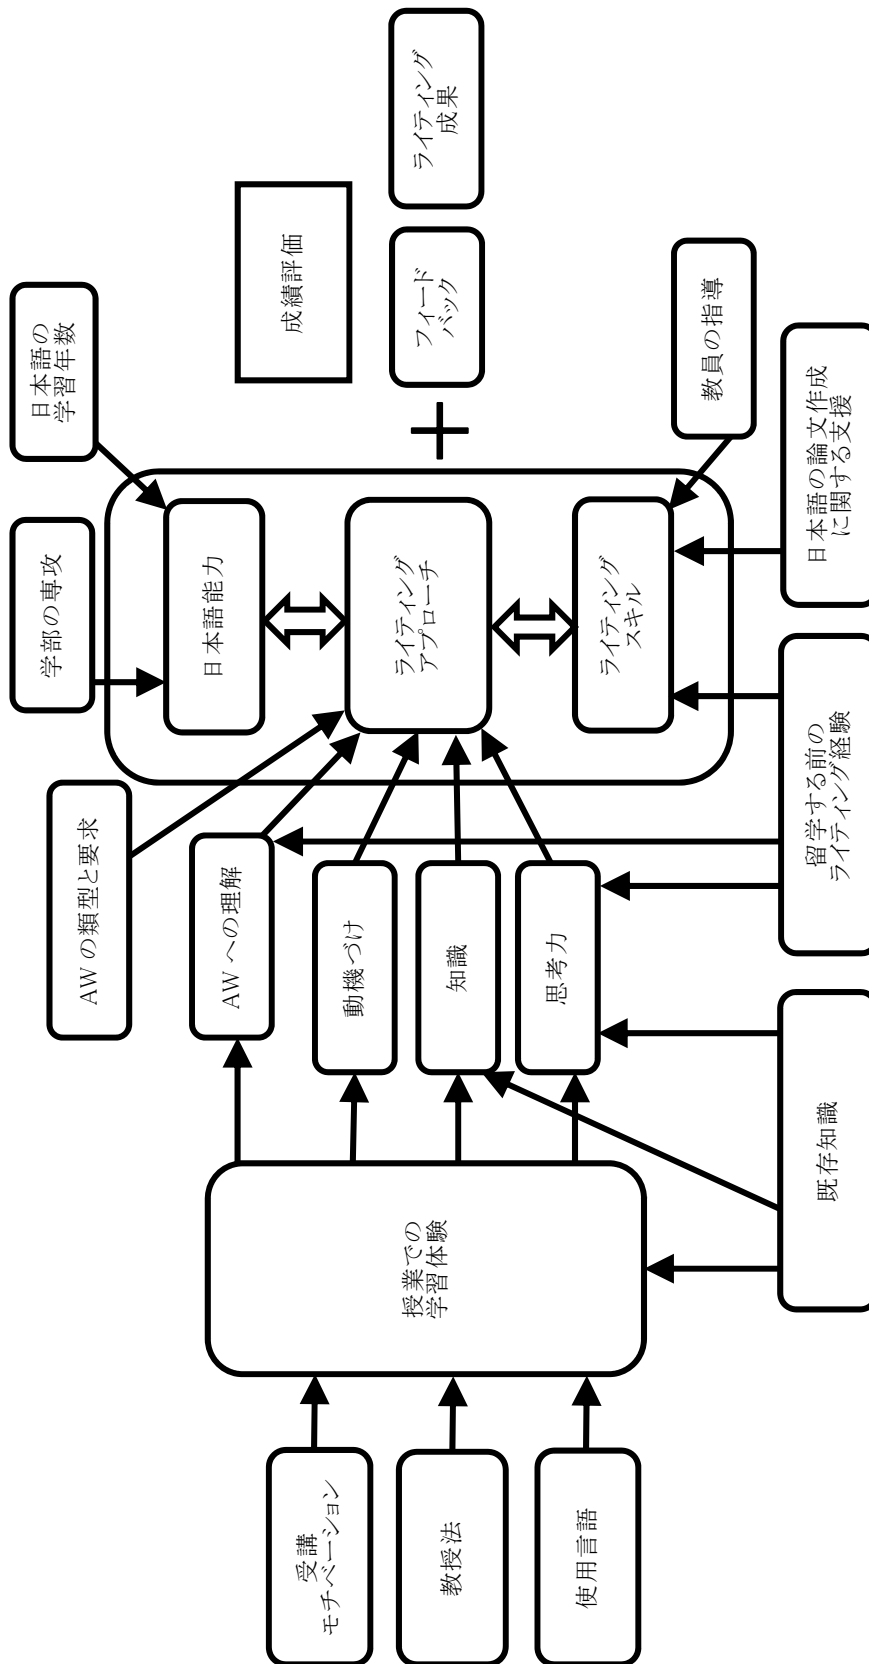 受講
モチベーション
教授法
使用言語
授業での
学習体験
既存知識
AW の類型と要求
AW への理解
動機づけ
知識
思考力
留学する前の
ライティング経験
学部の専攻
日本語の
学習年数
日本語能力
ライティング
アプローチ
ライティング
スキル
教員の指導
日本語の論文作成
に関する支援
＋
成績評価
フィード
バック
ライティング
成果